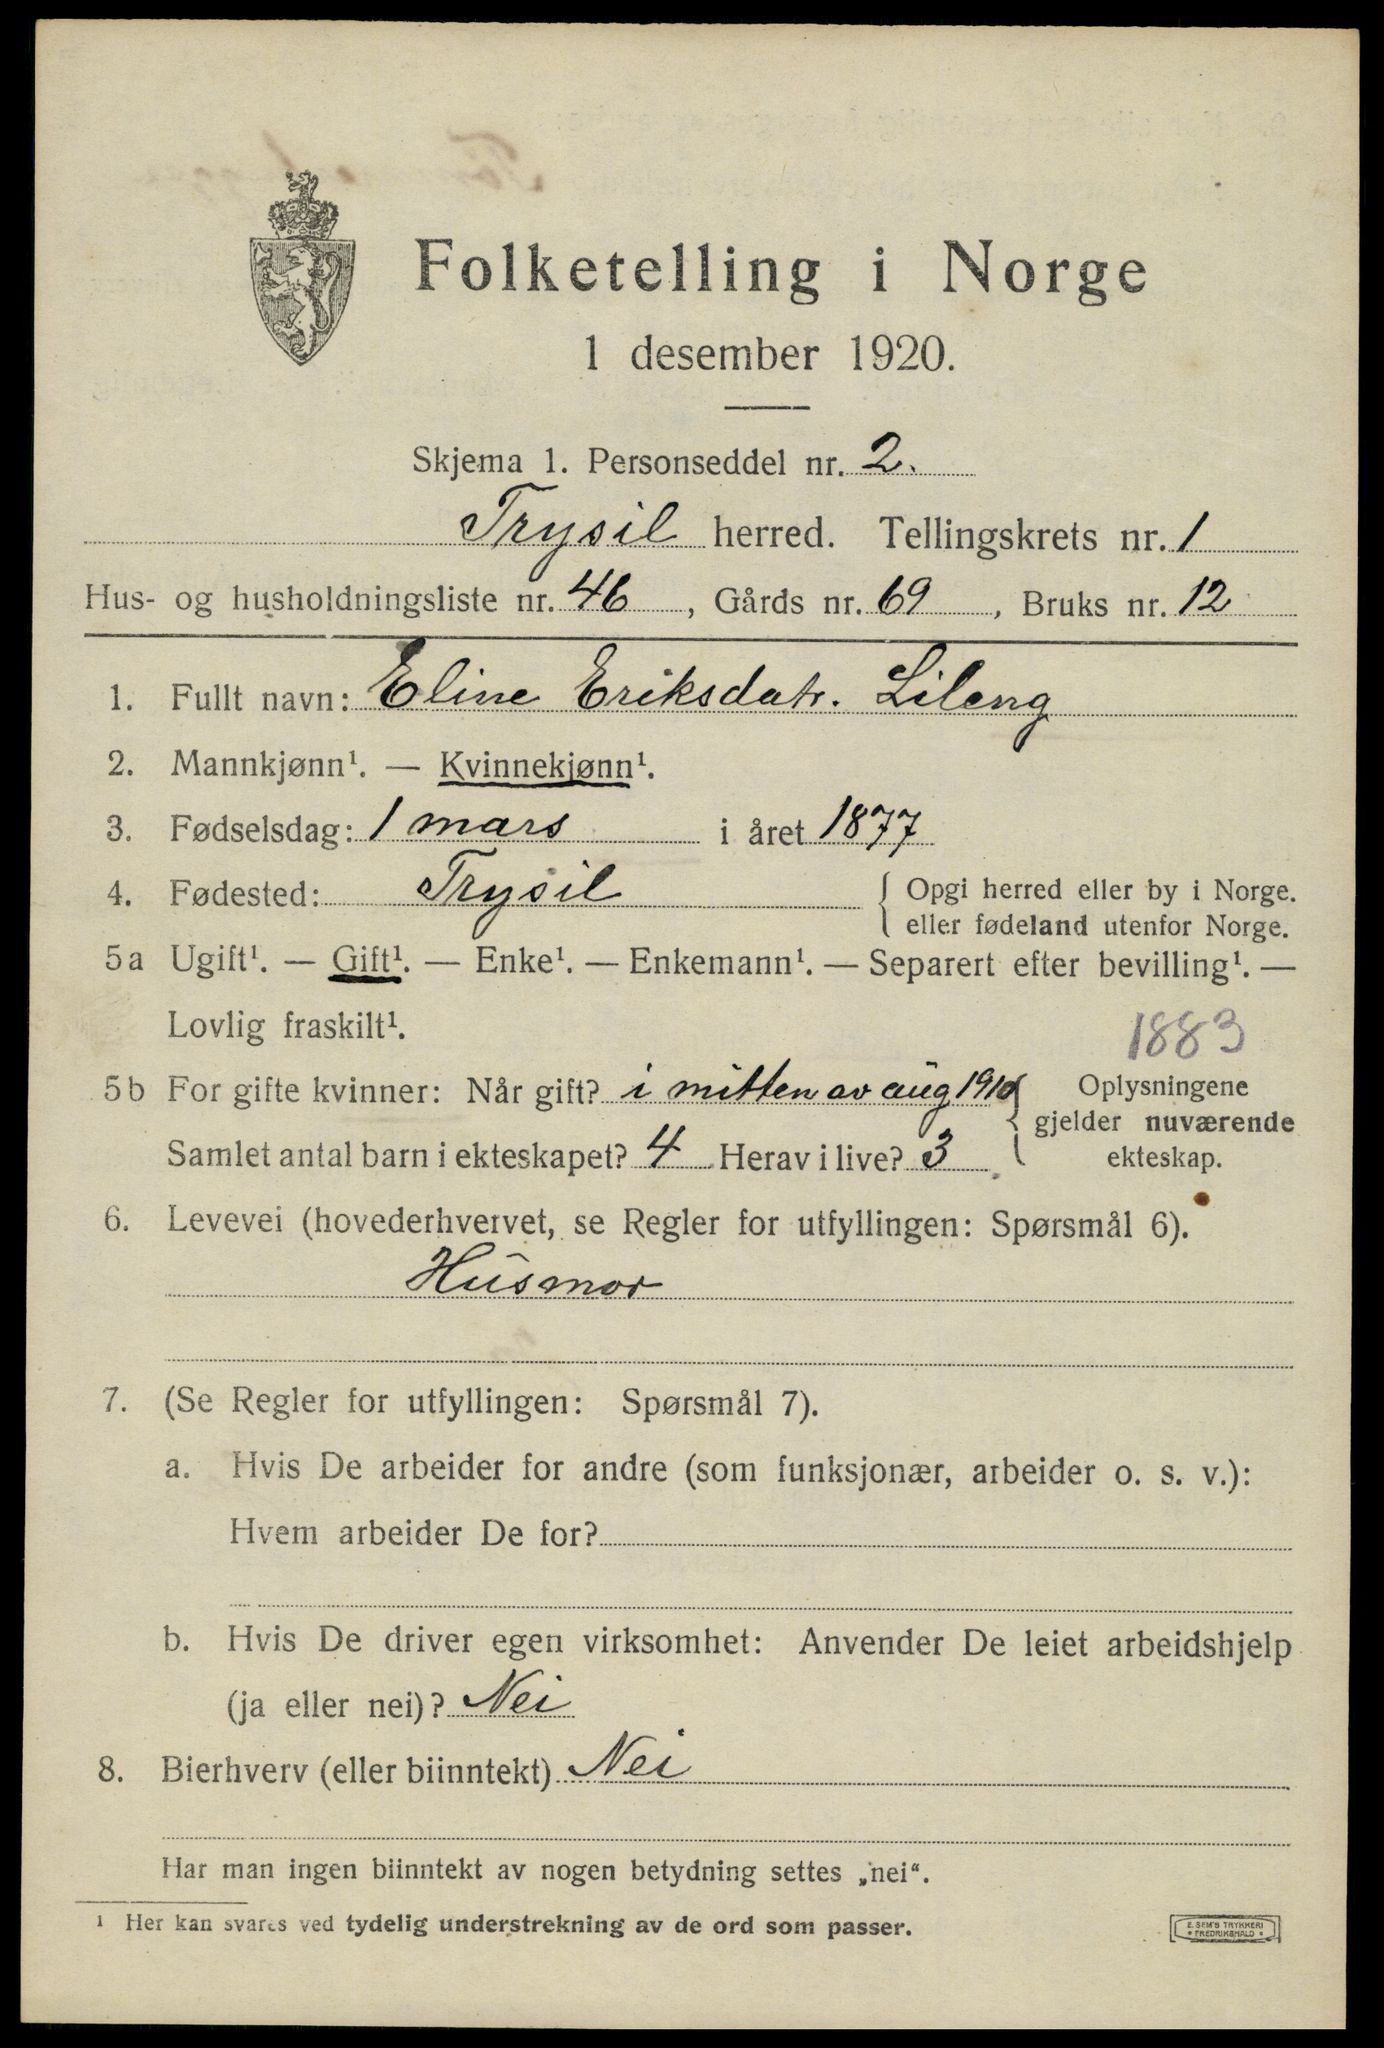 Folketelling i Norge
1 desember 1920.
Skjema 1. Personseddel nr. 2.
Trysil herred. Tellingskrets nr. 1
Hus- og husholdningsliste nr. 46, Gårds nr. 69, Bruks nr. 12
1. Fullt navn: Eline Eriksdatr. Lileng
2. Mannkjønn¹. — Kvinnekjønn¹.
3. Fødselsdag: 1 mars i året 1877
4. Fødested: Trysil { Opgi herred eller by i Norge.
eller fødeland utenfor Norge.
5a Ugift¹. — Gift¹. — Enke¹. — Enkemann¹. — Separert efter bevilling¹. —
Lovlig fraskilt¹.
1883
5b For gifte kvinner: Når gift? i mitten av aug 1910 { Oplysningene
gjelder nuværende
Samlet antal barn i ekteskapet? 4 Herav i live? 3 ekteskap.
6. Levevei (hovederhvervet, se Regler for utfyllingen: Spørsmål 6).
Husmor
7. (Se Regler for utfyllingen: Spørsmål 7).
a. Hvis De arbeider for andre (som funksjonær, arbeider o. s. v.):
Hvem arbeider De for?
b. Hvis De driver egen virksomhet: Anvender De leiet arbeidshjelp
(ja eller nei)? Nei
8. Bierhverv (eller biinntekt) Nei
Har man ingen biinntekt av nogen betydning settes „nei“.
¹ Her kan svares ved tydelig understrekning av de ord som passer.
E. SEM'S TRYKKERI
FREDRIKSHALD